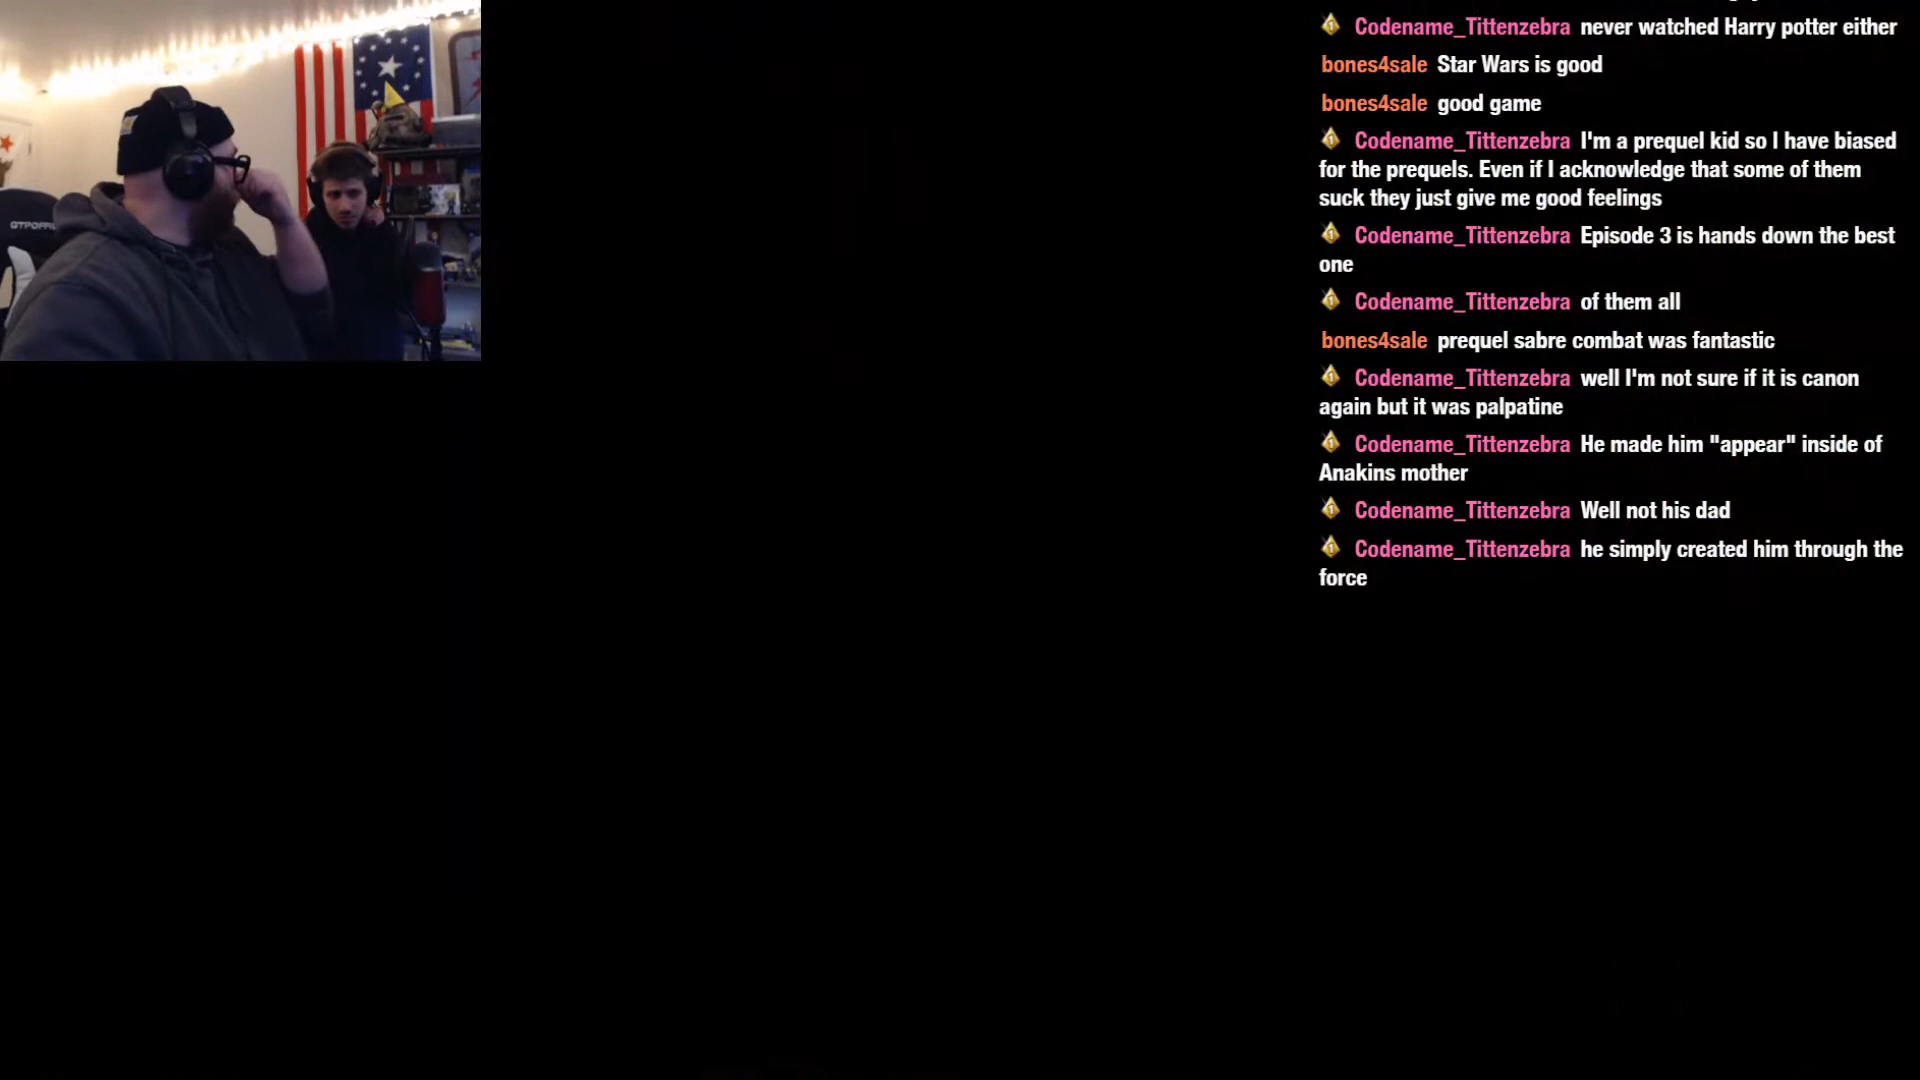 Codename_Tittenzebra never watched Harry potter either
bones4sale Star Wars is good
bones4sale good game
Codename_Tittenzebra I'm a prequel kid so I have biased
for the prequels. Even if I acknowledge that some of them
suck they just give me good feelings
Codename_Tittenzebra Episode 3 is hands down the best
one
Codename_Tittenzebra of them all
bones4sale prequel sabre combat was fantastic
Codename_Tittenzebra well I'm not sure if it is canon
again but it was palpatine
Codename_Tittenzebra He made him "appear" inside of
Anakins mother
Codename_Tittenzebra Well not his dad
Codename_Tittenzebra he simply created him through the
force